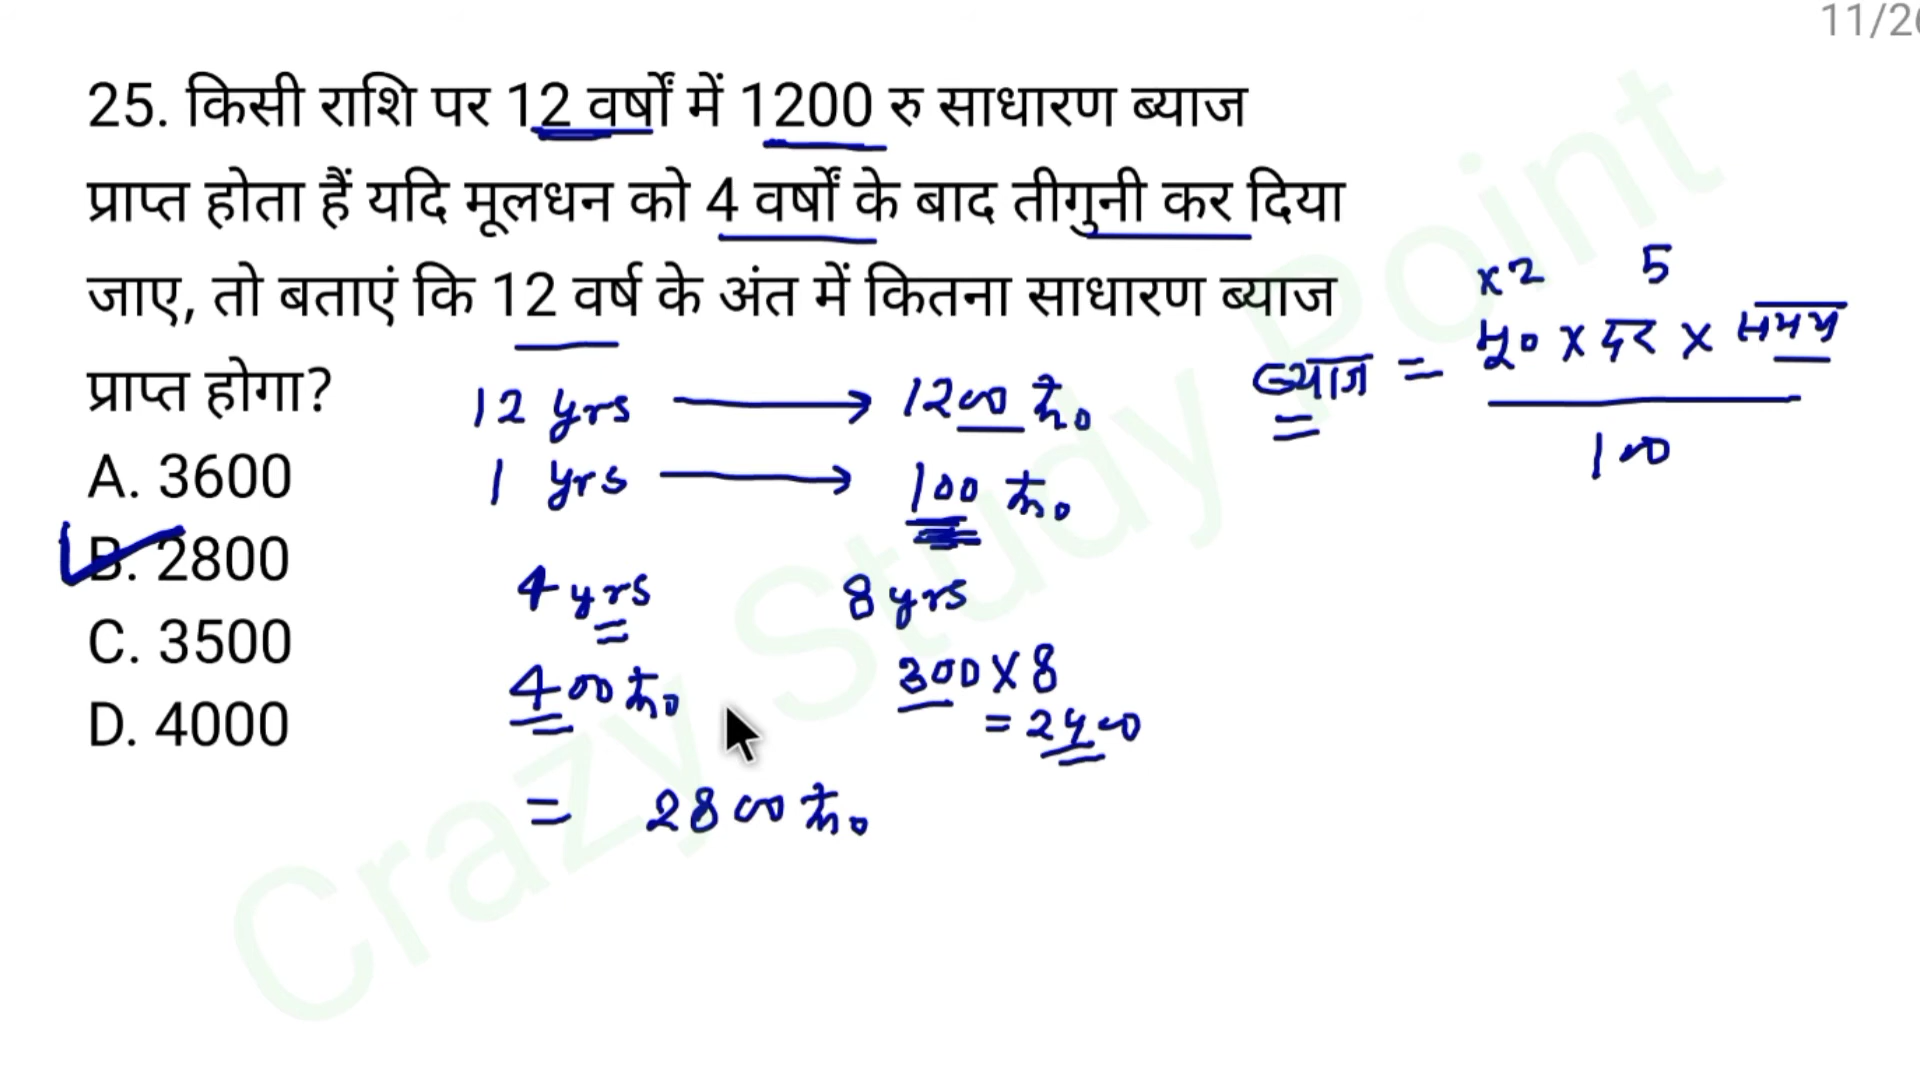 11/26
25. किसी राशि पर 12 वर्षों में 1200 रु साधारण ब्याज
प्राप्त होता हैं यदि मूलधन को 4 वर्षों के बाद तीगुनी कर दिया
जाए, तो बताएं कि 12 वर्ष के अंत में कितना साधारण ब्याज
प्राप्त होगा?
A. 3600
B. 2800
C. 3500
D. 4000
12 yrs → 1200 रु०
1 yrs → 100 रु०
4 yrs 8 yrs
400 रु० 300 × 8
= 2400
= 2800 रु०
×2 5
ब्याज = मू० × दर × समय
100
Crazy Study Point